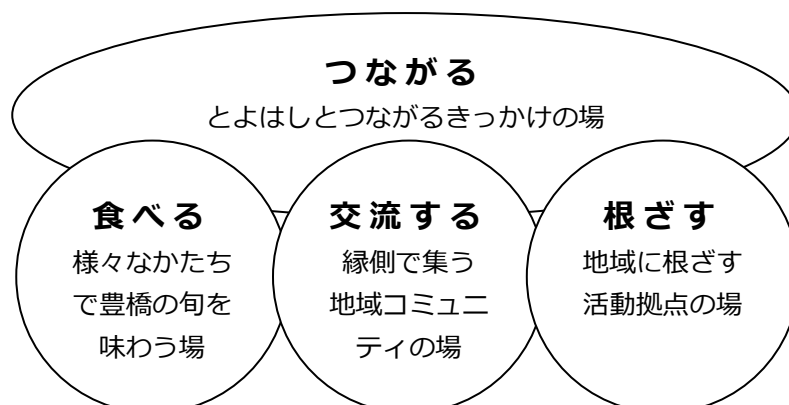 つながる
とよはしとつながるきっかけの場
食べる
様々なかたち
で豊橋の旬を
味わう場
交流する
縁側で集う
地域コミュニ
ティの場
根ざす
地域に根ざす
活動拠点の場